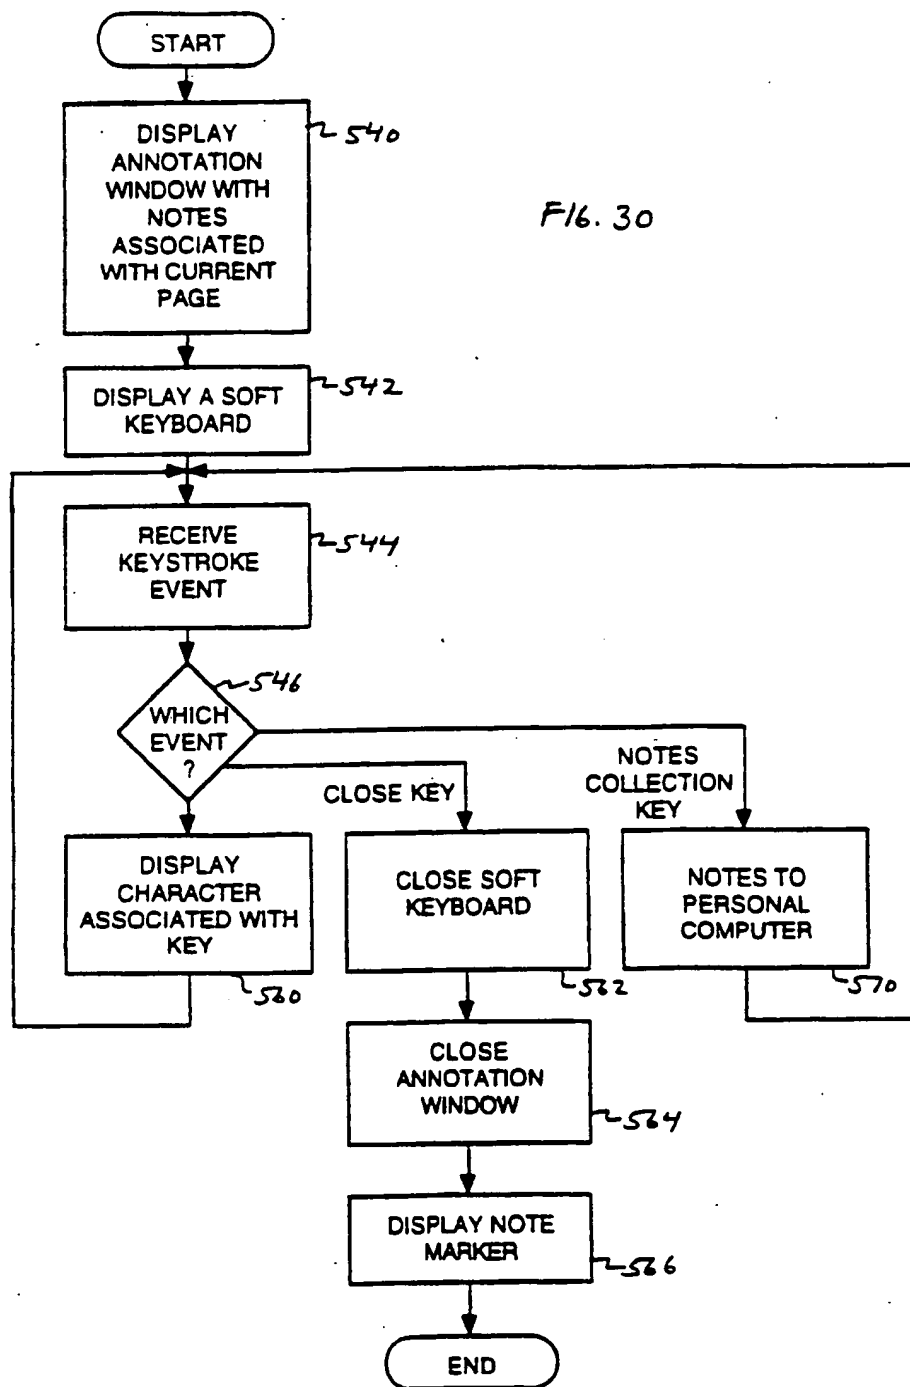 START
DISPLAY
ANNOTATION
WINDOW WITH
NOTES
ASSOCIATED
WITH CURRENT
PAGE
540
FIG. 30
DISPLAY A SOFT
KEYBOARD
542
RECEIVE
KEYSTROKE
EVENT
544
WHICH
EVENT
?
546
CLOSE KEY
NOTES
COLLECTION
KEY
DISPLAY
CHARACTER
ASSOCIATED WITH
KEY
560
CLOSE SOFT
KEYBOARD
562
NOTES TO
PERSONAL
COMPUTER
570
CLOSE
ANNOTATION
WINDOW
564
DISPLAY NOTE
MARKER
566
END